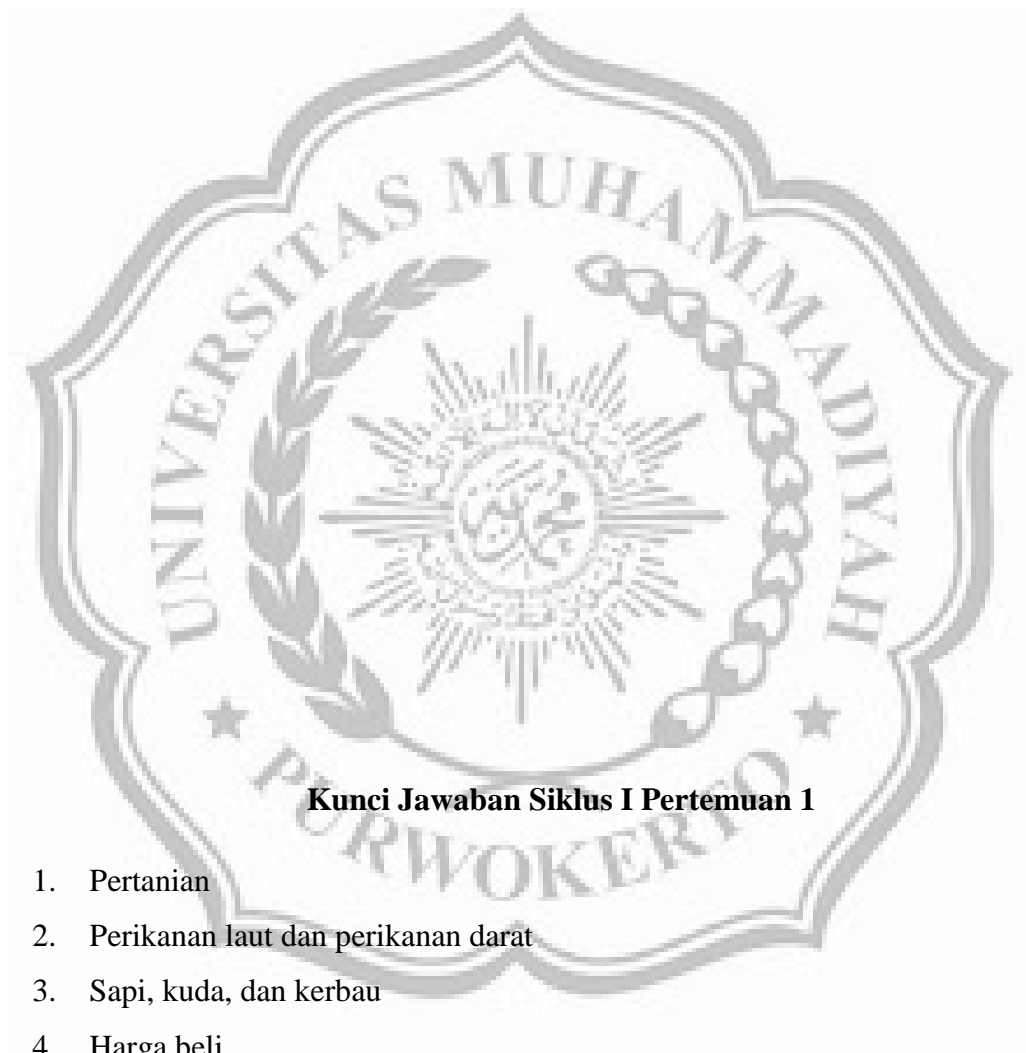 UNIVERSITAS MUHAMMADIYAH
PURWOKERTO
Kunci Jawaban Siklus I Pertemuan 1
1. Pertanian
2. Perikanan laut dan perikanan darat
3. Sapi, kuda, dan kerbau
4. Harga beli